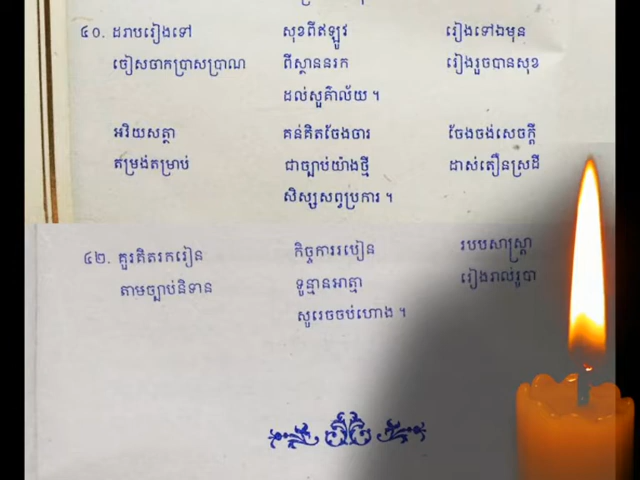 ៤០. ដរាបរៀងទៅ សុខពីឥឡូវ រៀងទៅឯមុន
ចៀសចាកប្រាសប្រាណ ពីស្ថាននរក រៀងរួចបានសុខ
ដល់សួគ៌ាល័យ ។
អរិយសត្ថា គន់គិតចែងចារ ចែងចង់សេចក្ដី
តម្រង់តម្រាប់ ជាច្បាប់យ៉ាងថ្មី ដាស់តឿនស្រដី
សិស្សសព្វប្រការ ។
៤២. គួរគិតរករៀន កិច្ចការរបៀន របបសាស្ត្រា
តាមច្បាប់និទាន ទូន្មានអាត្មា រៀងរាល់រូបា
សូរេចចប់ហោង ។